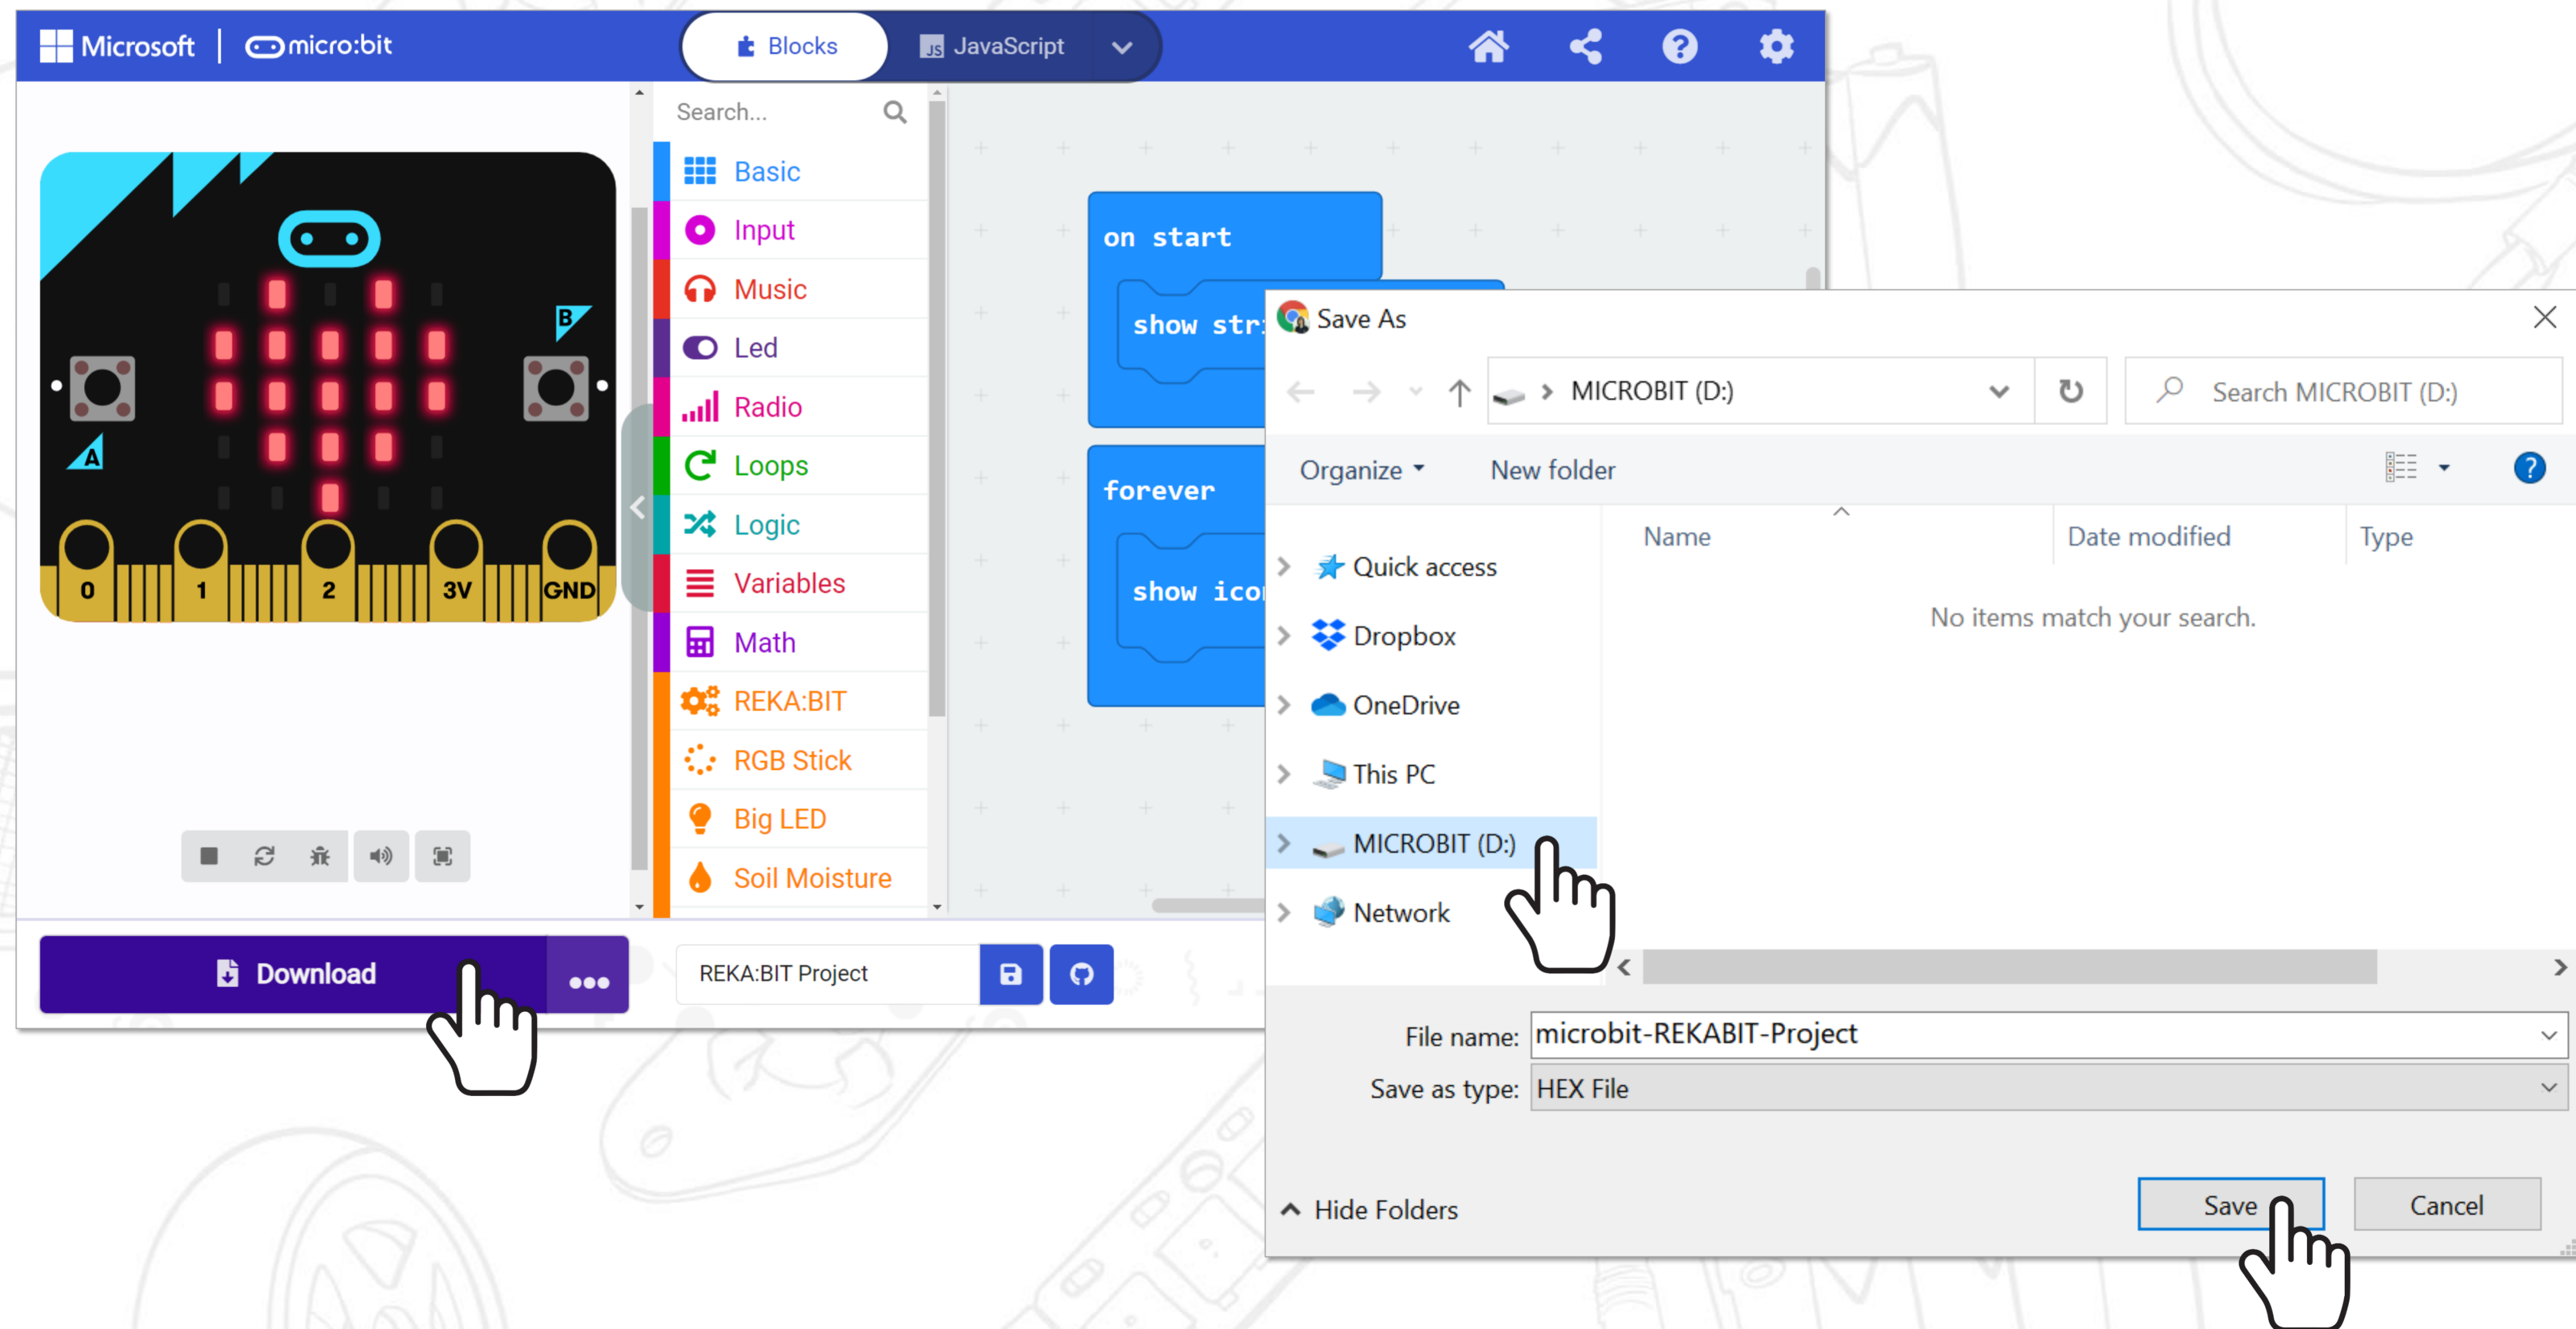 Microsoft | micro:bit
Blocks
JS JavaScript
Search...
Basic
Input
Music
Led
Radio
Loops
Logic
Variables
Math
REKA:BIT
RGB Stick
Big LED
Soil Moisture
B
A
0 1 2 3V GND
on start
show
forever
show
Download
REKA:BIT Project
Save As
MICROBIT (D:)
Search MICROBIT (D:)
Organize
New folder
Name
Date modified
Type
No items match your search.
Quick access
Dropbox
OneDrive
This PC
MICROBIT (D:)
Network
File name: microbit-REKABIT-Project
Save as type: HEX File
Hide Folders
Save
Cancel